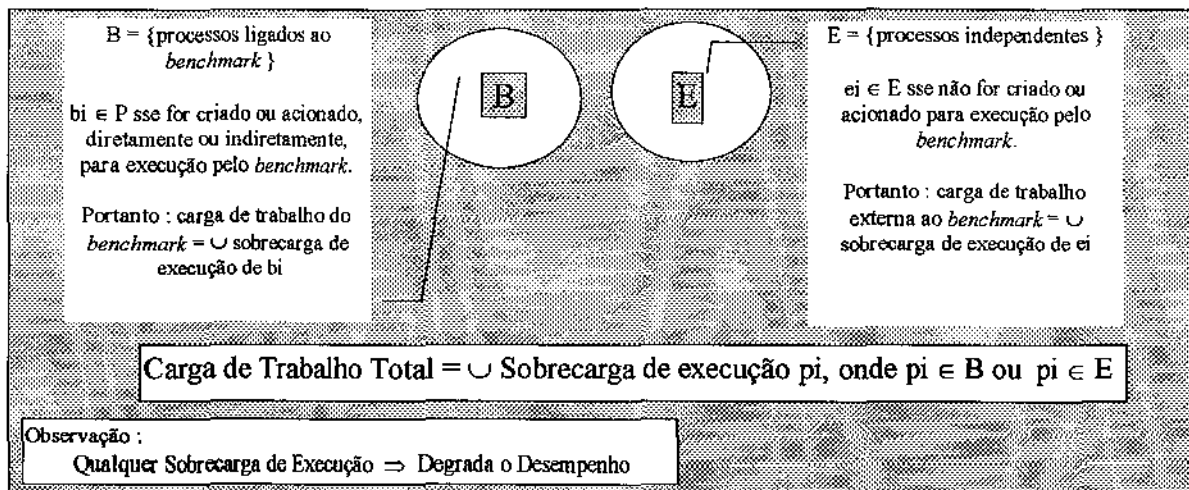 B = {processos ligados ao
benchmark }
bi ∈ P sse for criado ou acionado,
diretamente ou indiretamente,
para execução pelo benchmark.
Portanto : carga de trabalho do
benchmark = ∪ sobrecarga de
execução de bi
B
E
E = {processos independentes }
ei ∈ E sse não for criado ou
acionado para execução pelo
benchmark.
Portanto : carga de trabalho
externa ao benchmark = ∪
sobrecarga de execução de ei
Carga de Trabalho Total = ∪ Sobrecarga de execução pi, onde pi ∈ B ou pi ∈ E
Observação :
Qualquer Sobrecarga de Execução ⇒ Degrada o Desempenho